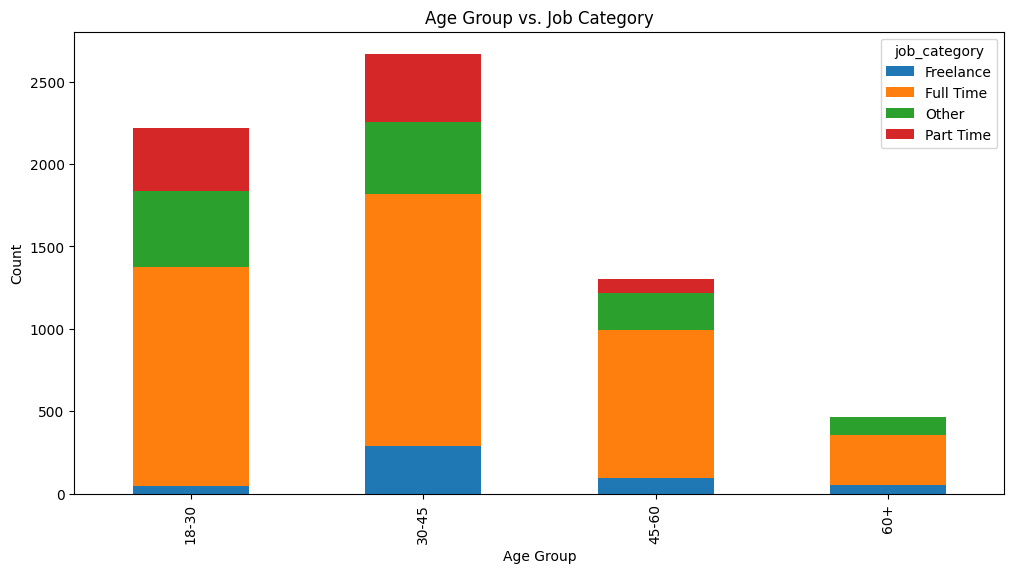 Age Group vs. Job Category
job_category
Freelance
Full Time
Other
Part Time
Count
2500
2000
1500
1000
500
0
18-30
30-45
45-60
60+
Age Group